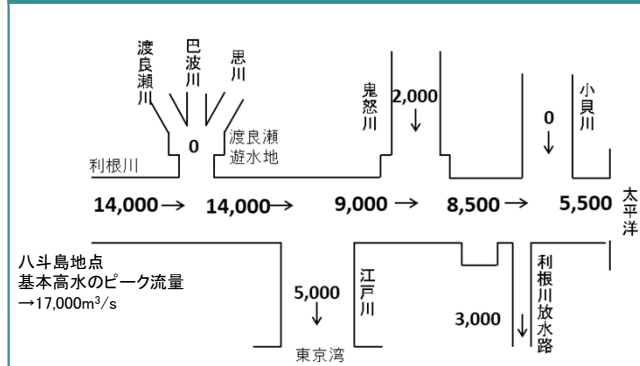 渡良瀬川
巴波川
思川
0
渡良瀬
遊水地
鬼怒川
2,000
0
小貝川
利根川
14,000→
14,000 →
9,000 →
8,500 →
5,500
太平洋
八斗島地点
基本高水のピーク流量
→17,000m³/s
5,000
江戸川
東京湾
3,000
利根川放水路